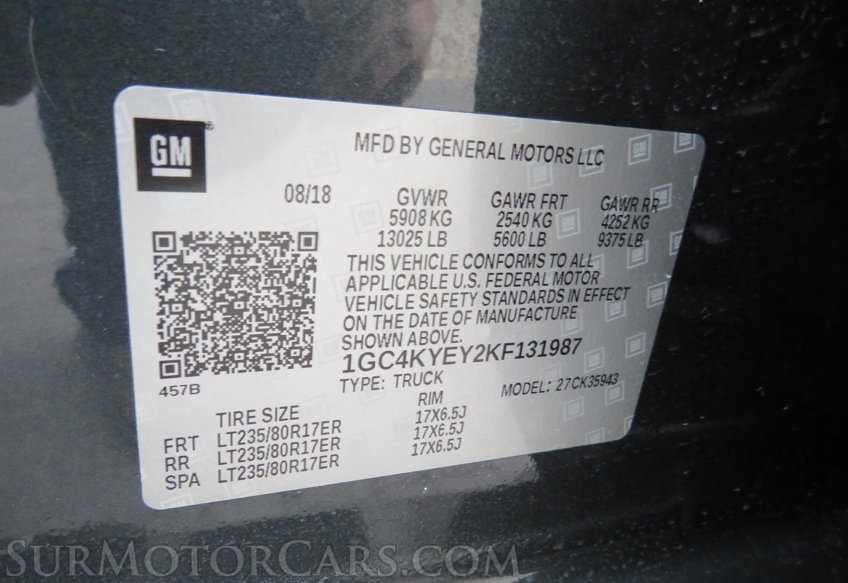 GM
MFD BY GENERAL MOTORS LLC
08/18 GVWR GAWR FRT GAWR RR
5908 KG 2540 KG 4252 KG
13025 LB 5600 LB 9375 LB
THIS VEHICLE CONFORMS TO ALL
APPLICABLE U.S. FEDERAL MOTOR
VEHICLE SAFETY STANDARDS IN EFFECT
ON THE DATE OF MANUFACTURE
SHOWN ABOVE.
1GC4KYEY2KF131987
457B
TYPE: TRUCK MODEL: 27CK35943
TIRE SIZE RIM
FRT LT235/80R17ER 17X6.5J
RR LT235/80R17ER 17X6.5J
SPA LT235/80R17ER 17X6.5J
SURMOTORCARS.COM